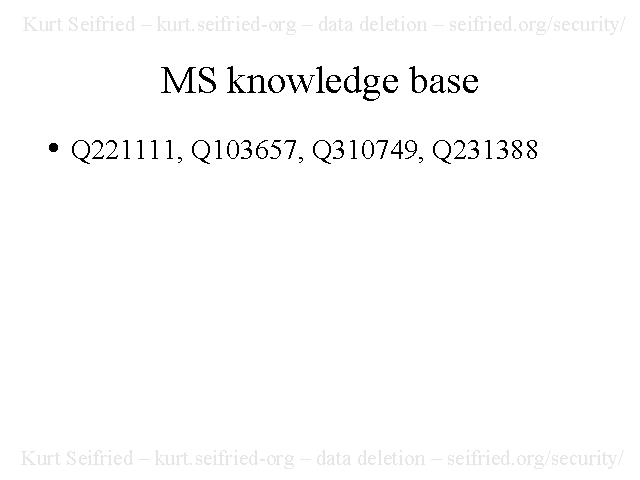 Kurt Seifried – kurt.seifried-org – data deletion – seifried.org/security/
MS knowledge base
• Q221111, Q103657, Q310749, Q231388
Kurt Seifried – kurt.seifried-org – data deletion – seifried.org/security/